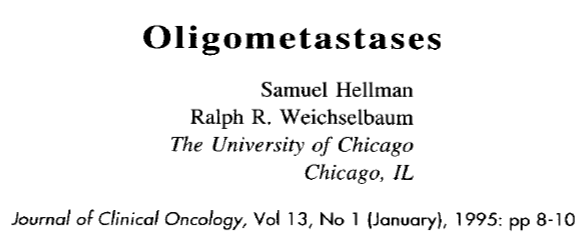 Oligometastases
Samuel Hellman
Ralph R. Weichselbaum
The University of Chicago
Chicago, IL
Journal of Clinical Oncology, Vol 13, No 1 (January), 1995: pp 8-10